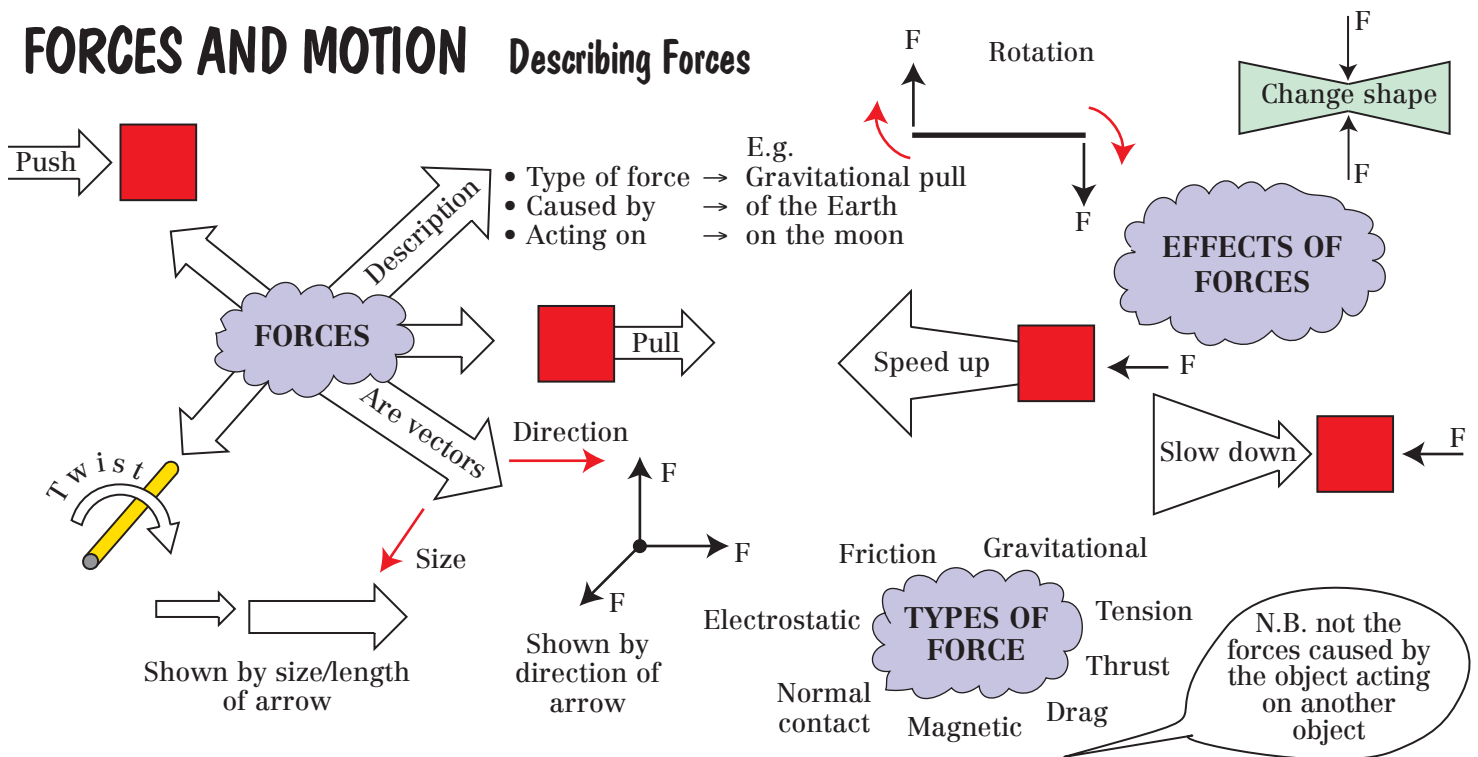 FORCES AND MOTION Describing Forces
Push
Description
E.g.
• Type of force → Gravitational pull
• Caused by → of the Earth
• Acting on → on the moon
FORCES
Pull
Are vectors
Twist
Direction
Size
F
F
F
Shown by size/length
of arrow
Shown by
direction of
arrow
F
Rotation
F
F
Change shape
F
EFFECTS OF
FORCES
Speed up
F
Slow down
F
Friction
Gravitational
Electrostatic
TYPES OF
FORCE
Tension
Thrust
Normal
contact
Magnetic
Drag
N.B. not the
forces caused by
the object acting
on another
object